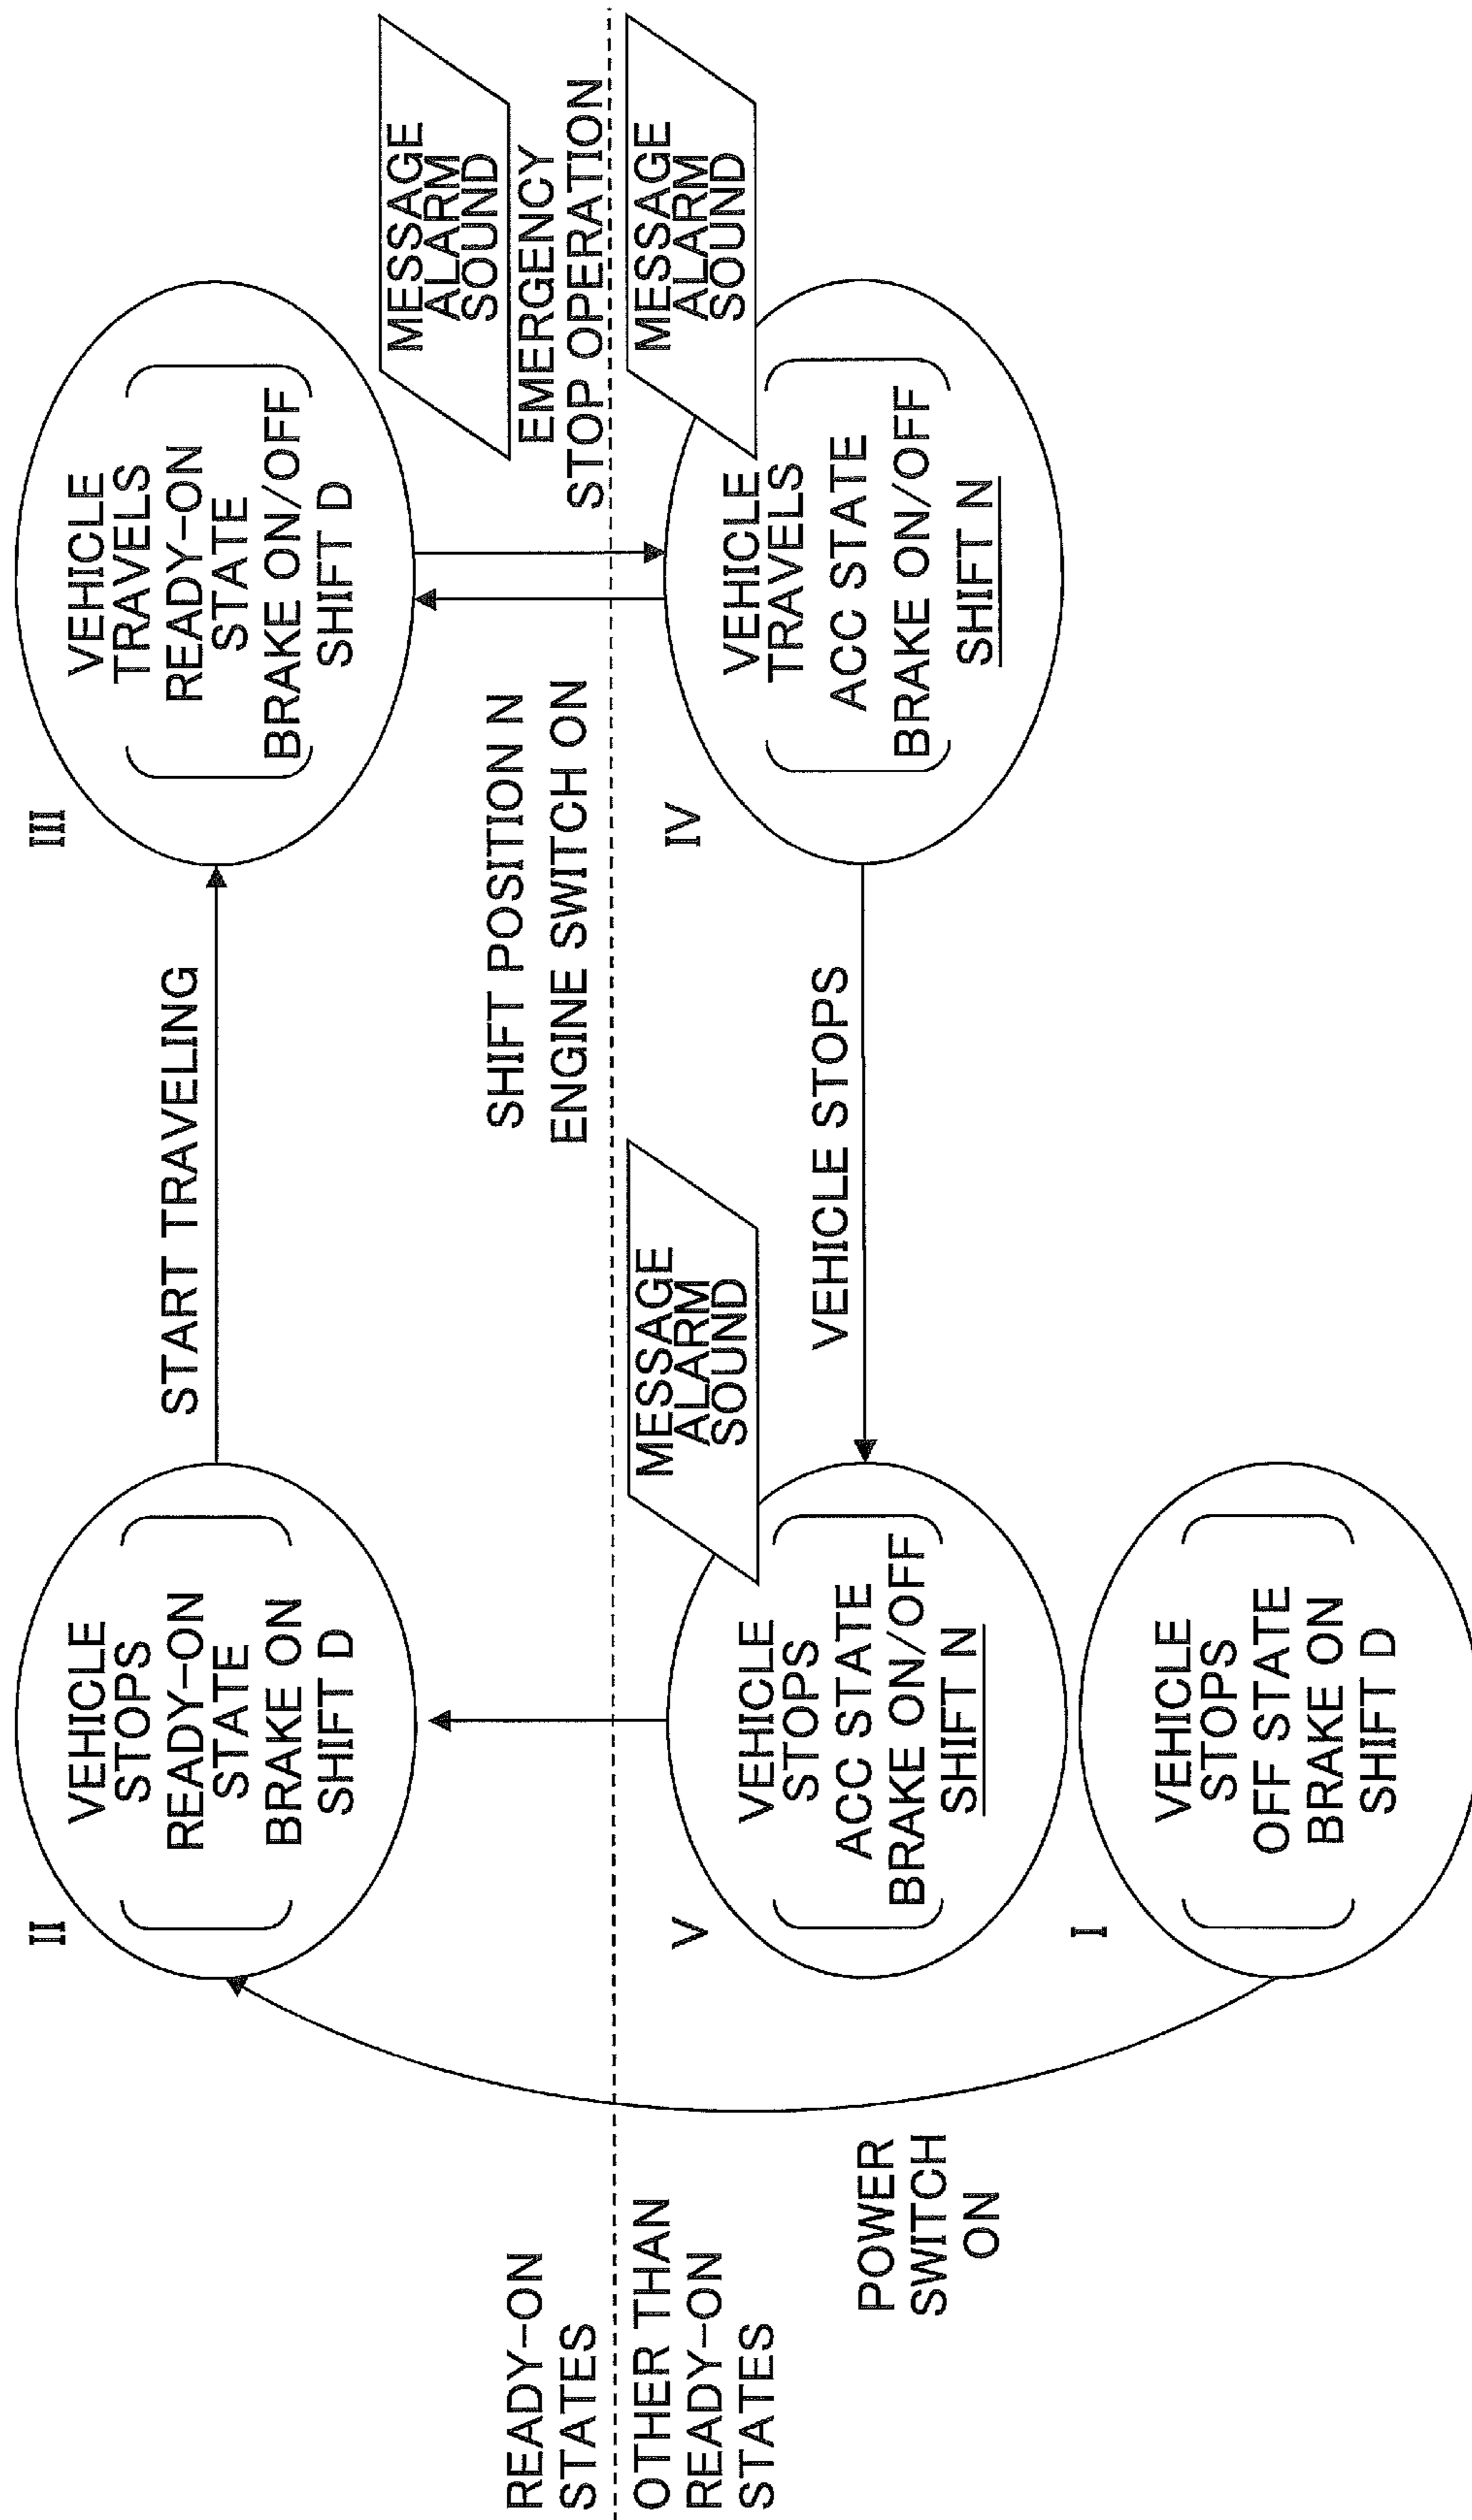 READY-ON
STATES
OTHER THAN
READY-ON
STATES
POWER
SWITCH
ON
II
VEHICLE
STOPS
READY-ON
STATE
BRAKE ON
SHIFT D
START TRAVELING
III
VEHICLE
TRAVELS
READY-ON
STATE
BRAKE ON/OFF
SHIFT D
MESSAGE
ALARM
SOUND
EMERGENCY
STOP OPERATION
SHIFT POSITION N
ENGINE SWITCH ON
MESSAGE
ALARM
SOUND
IV
VEHICLE
TRAVELS
ACC STATE
BRAKE ON/OFF
SHIFT N
VEHICLE STOPS
MESSAGE
ALARM
SOUND
V
VEHICLE
STOPS
ACC STATE
BRAKE ON/OFF
SHIFT N
I
VEHICLE
STOPS
OFF STATE
BRAKE ON
SHIFT D